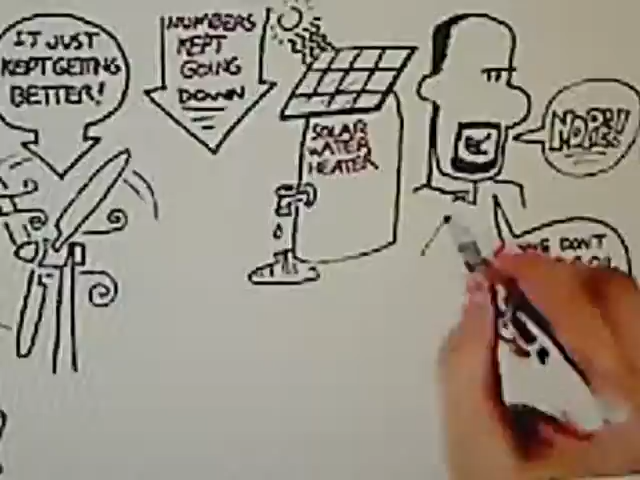 IT JUST
KEPT GETTING
BETTER!
NUMBERS
KEPT
GOING
DOWN
SOLAR
WATER
HEATER
NOPE!!
WE DON'T